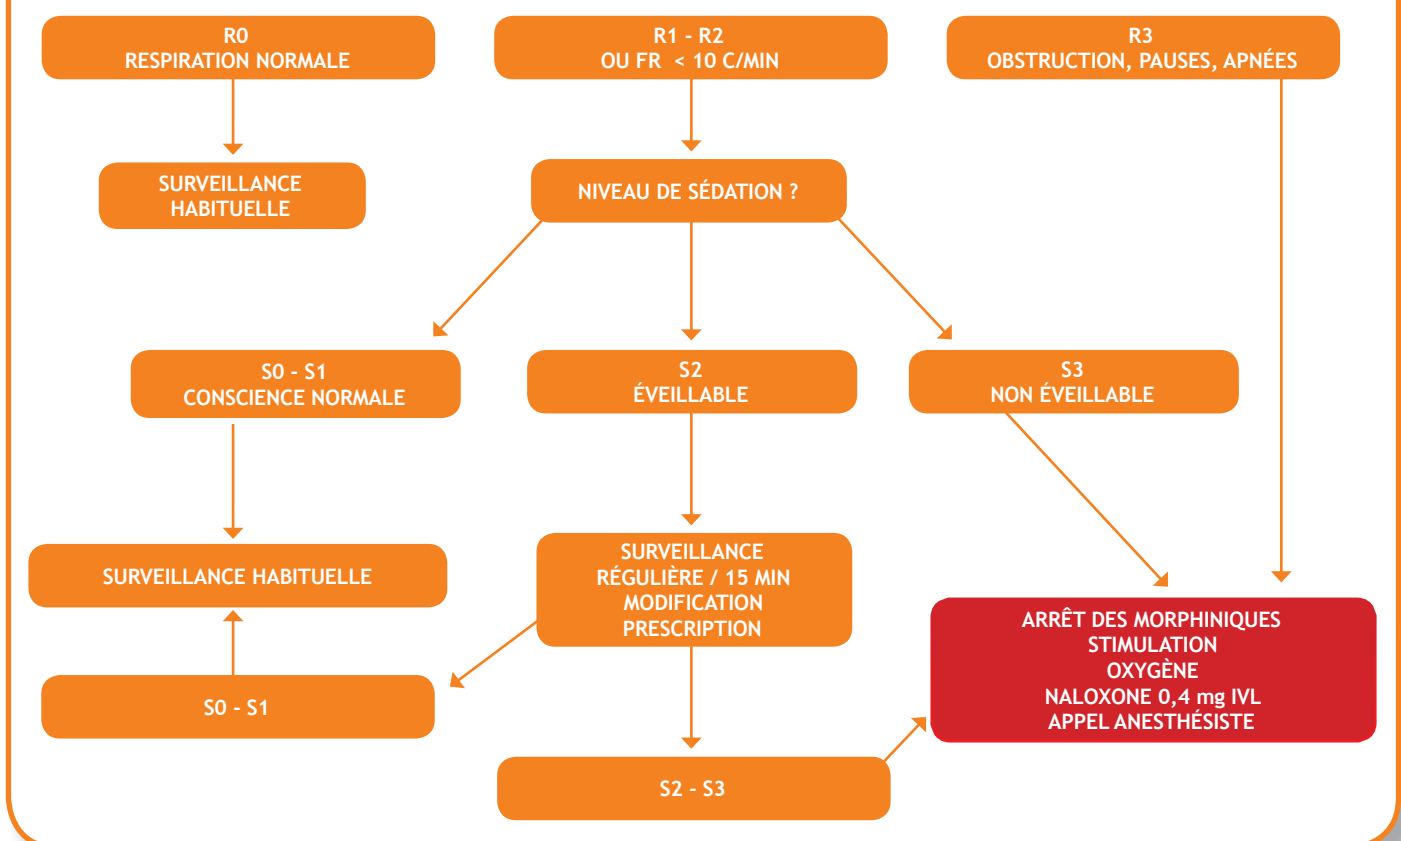 R0
RESPIRATION NORMALE
R1 - R2
OU FR < 10 C/MIN
R3
OBSTRUCTION, PAUSES, APNÉES
SURVEILLANCE
HABITUELLE
NIVEAU DE SÉDATION ?
S0 - S1
CONSCIENCE NORMALE
S2
ÉVEILLABLE
S3
NON ÉVEILLABLE
SURVEILLANCE HABITUELLE
SURVEILLANCE
RÉGULIÈRE / 15 MIN
MODIFICATION
PRESCRIPTION
ARRÊT DES MORPHINIQUES
STIMULATION
OXYGÈNE
NALOXONE 0,4 mg IVL
APPEL ANESTHÉSISTE
S0 - S1
S2 - S3